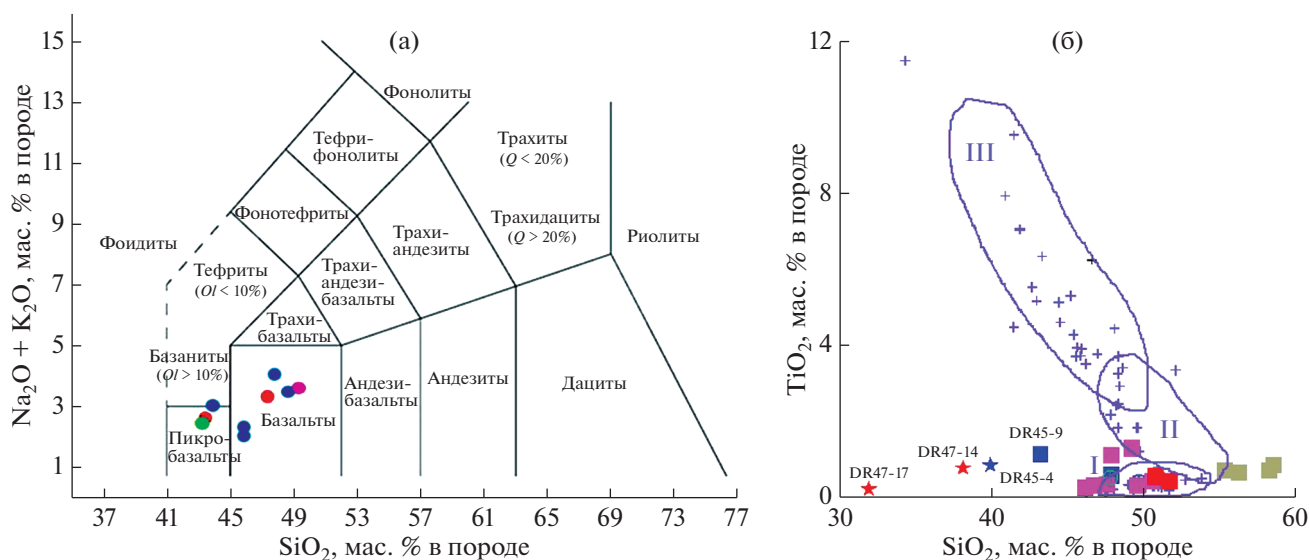 (а)
Na₂O + K₂O, мас. % в породе
15
13
11
9
7
5
3
1
Фонолиты
Тефри-
фонолиты
Трахиты
(Q < 20%)
Фонотефриты
Трахи-
андезиты
Трахидациты
(Q > 20%)
Риолиты
Фоидиты
Тефриты
(Ol < 10%)
Трахи-
андези-
базальты
Трахи-
базальты
Базаниты
(Ol > 10%)
Андези-
базальты
Андезиты
Дациты
Базальты
Пикро-
базальты
37 41 45 49 53 57 61 65 69 73 77
SiO₂, мас. % в породе
(б)
TiO₂, мас. % в породе
12
8
4
0
III
II
I
DR45-9
DR47-14
DR47-17
DR45-4
30 40 50 60
SiO₂, мас. % в породе